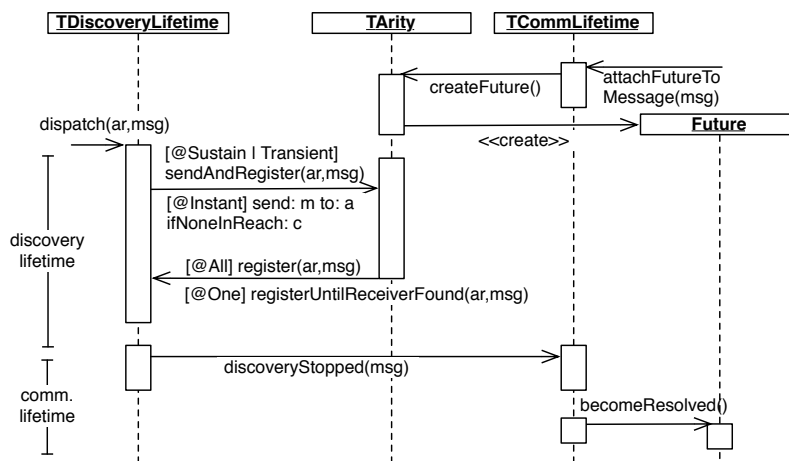 TDiscoveryLifetime
TArity
TCommLifetime
attachFutureTo
Message(msg)
createFuture()
Future
<<create>>
dispatch(ar,msg)
[@Sustain | Transient]
sendAndRegister(ar,msg)
[@Instant] send: m to: a
ifNoneInReach: c
discovery
lifetime
[@All] register(ar,msg)
[@One] registerUntilReceiverFound(ar,msg)
discoveryStopped(msg)
comm.
lifetime
becomeResolved()